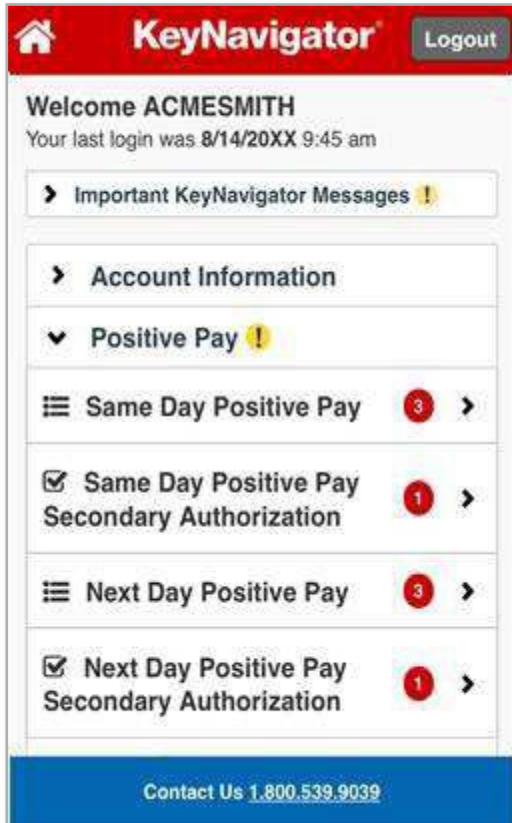 KeyNavigator
Logout
Welcome ACMESMITH
Your last login was 8/14/20XX 9:45 am
Important KeyNavigator Messages !
Account Information
Positive Pay !
Same Day Positive Pay 3
Same Day Positive Pay
Secondary Authorization 1
Next Day Positive Pay 3
Next Day Positive Pay
Secondary Authorization 1
Contact Us 1.800.539.9039